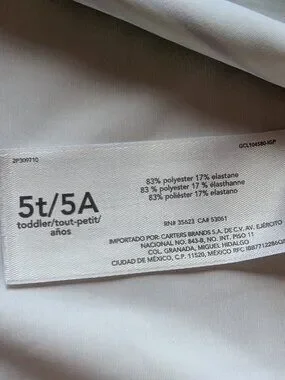 2P309710
GCL104580-IGP
5t/5A
toddler/tout-petit/
años
83% polyester 17% elastane
83 % polyester 17 % élasthanne
83% poliéster 17% elastano
RN# 35623 CA# 53061
IMPORTADO POR: CARTERS BRANDS S.A. DE C.V. AV. EJÉRCITO
NACIONAL NO. 843-B, NO. INT. PISO 11
COL. GRANADA, MIGUEL HIDALGO
CIUDAD DE MÉXICO, C.P. 11520, MÉXICO RFC